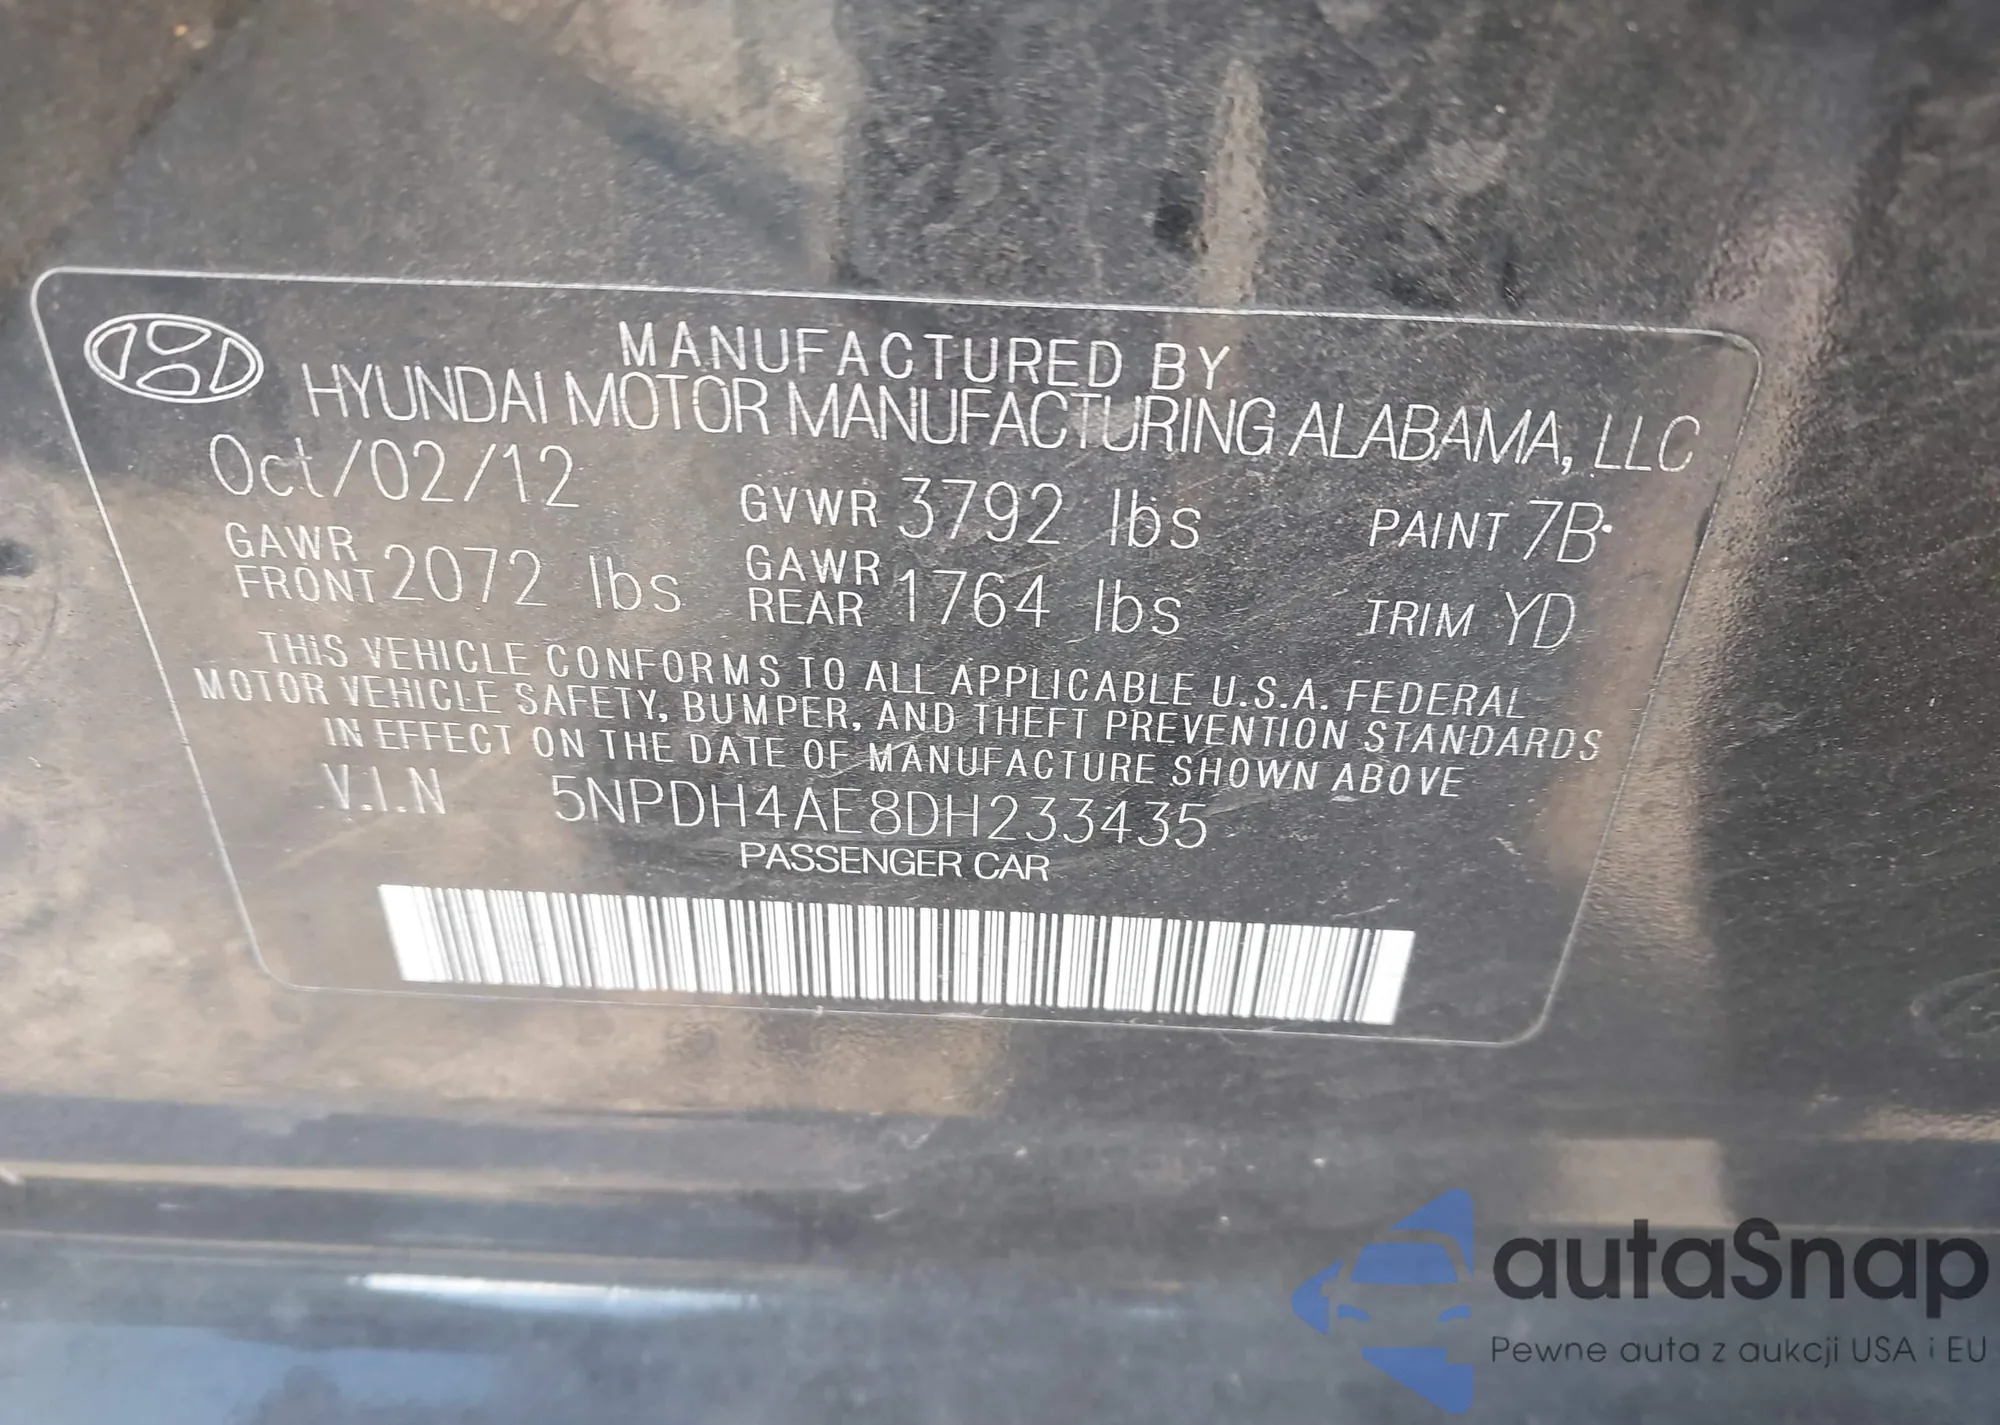 MANUFACTURED BY
HYUNDAI MOTOR MANUFACTURING ALABAMA, LLC
Oct/02/12 GVWR 3792 lbs PAINT 7B
GAWR FRONT 2072 lbs GAWR REAR 1764 lbs TRIM YD
THIS VEHICLE CONFORMS TO ALL APPLICABLE U.S.A. FEDERAL
MOTOR VEHICLE SAFETY, BUMPER, AND THEFT PREVENTION STANDARDS
IN EFFECT ON THE DATE OF MANUFACTURE SHOWN ABOVE
V.I.N 5NPDH4AE8DH233435
PASSENGER CAR
autaSnap
Pewne auta z aukcji USA i EU